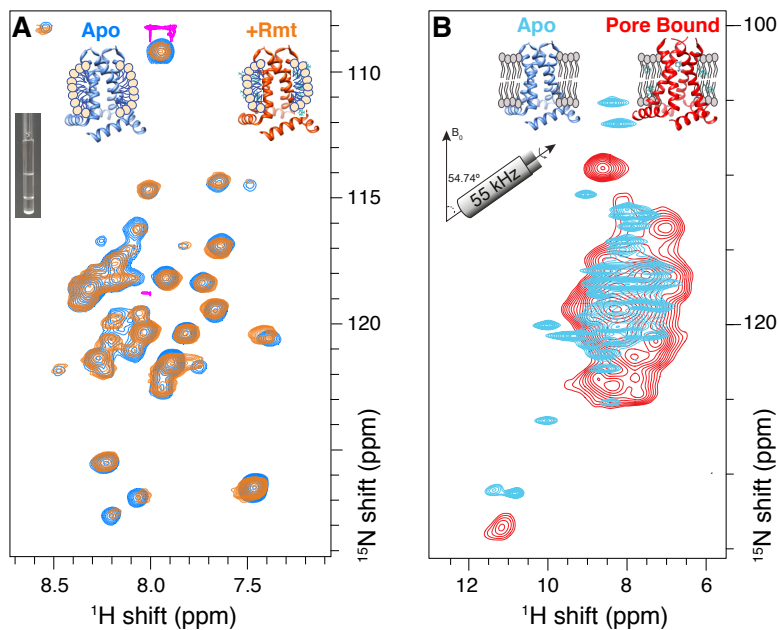 A Apo +Rmt
110
115
120
¹⁵N shift (ppm)
8.5 8.0 7.5
¹H shift (ppm)
B Apo Pore Bound
B₀
54.74º
55 kHz
100
120
¹⁵N shift (ppm)
12 10 8 6
¹H shift (ppm)